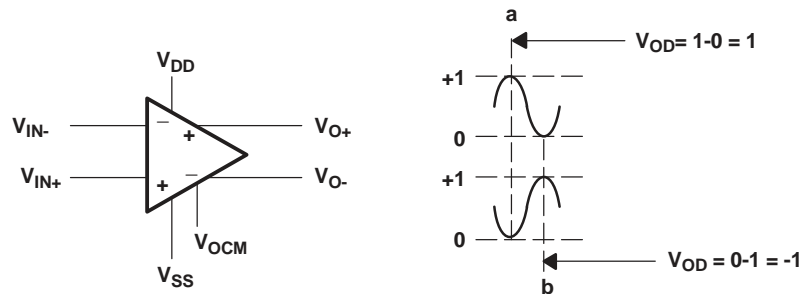 a
V_OD= 1-0 = 1
V_DD
+1
V_IN-
–
+
V_O+
0
V_IN+
+
–
V_O-
+1
V_OCM
0
V_SS
V_OD = 0-1 = -1
b